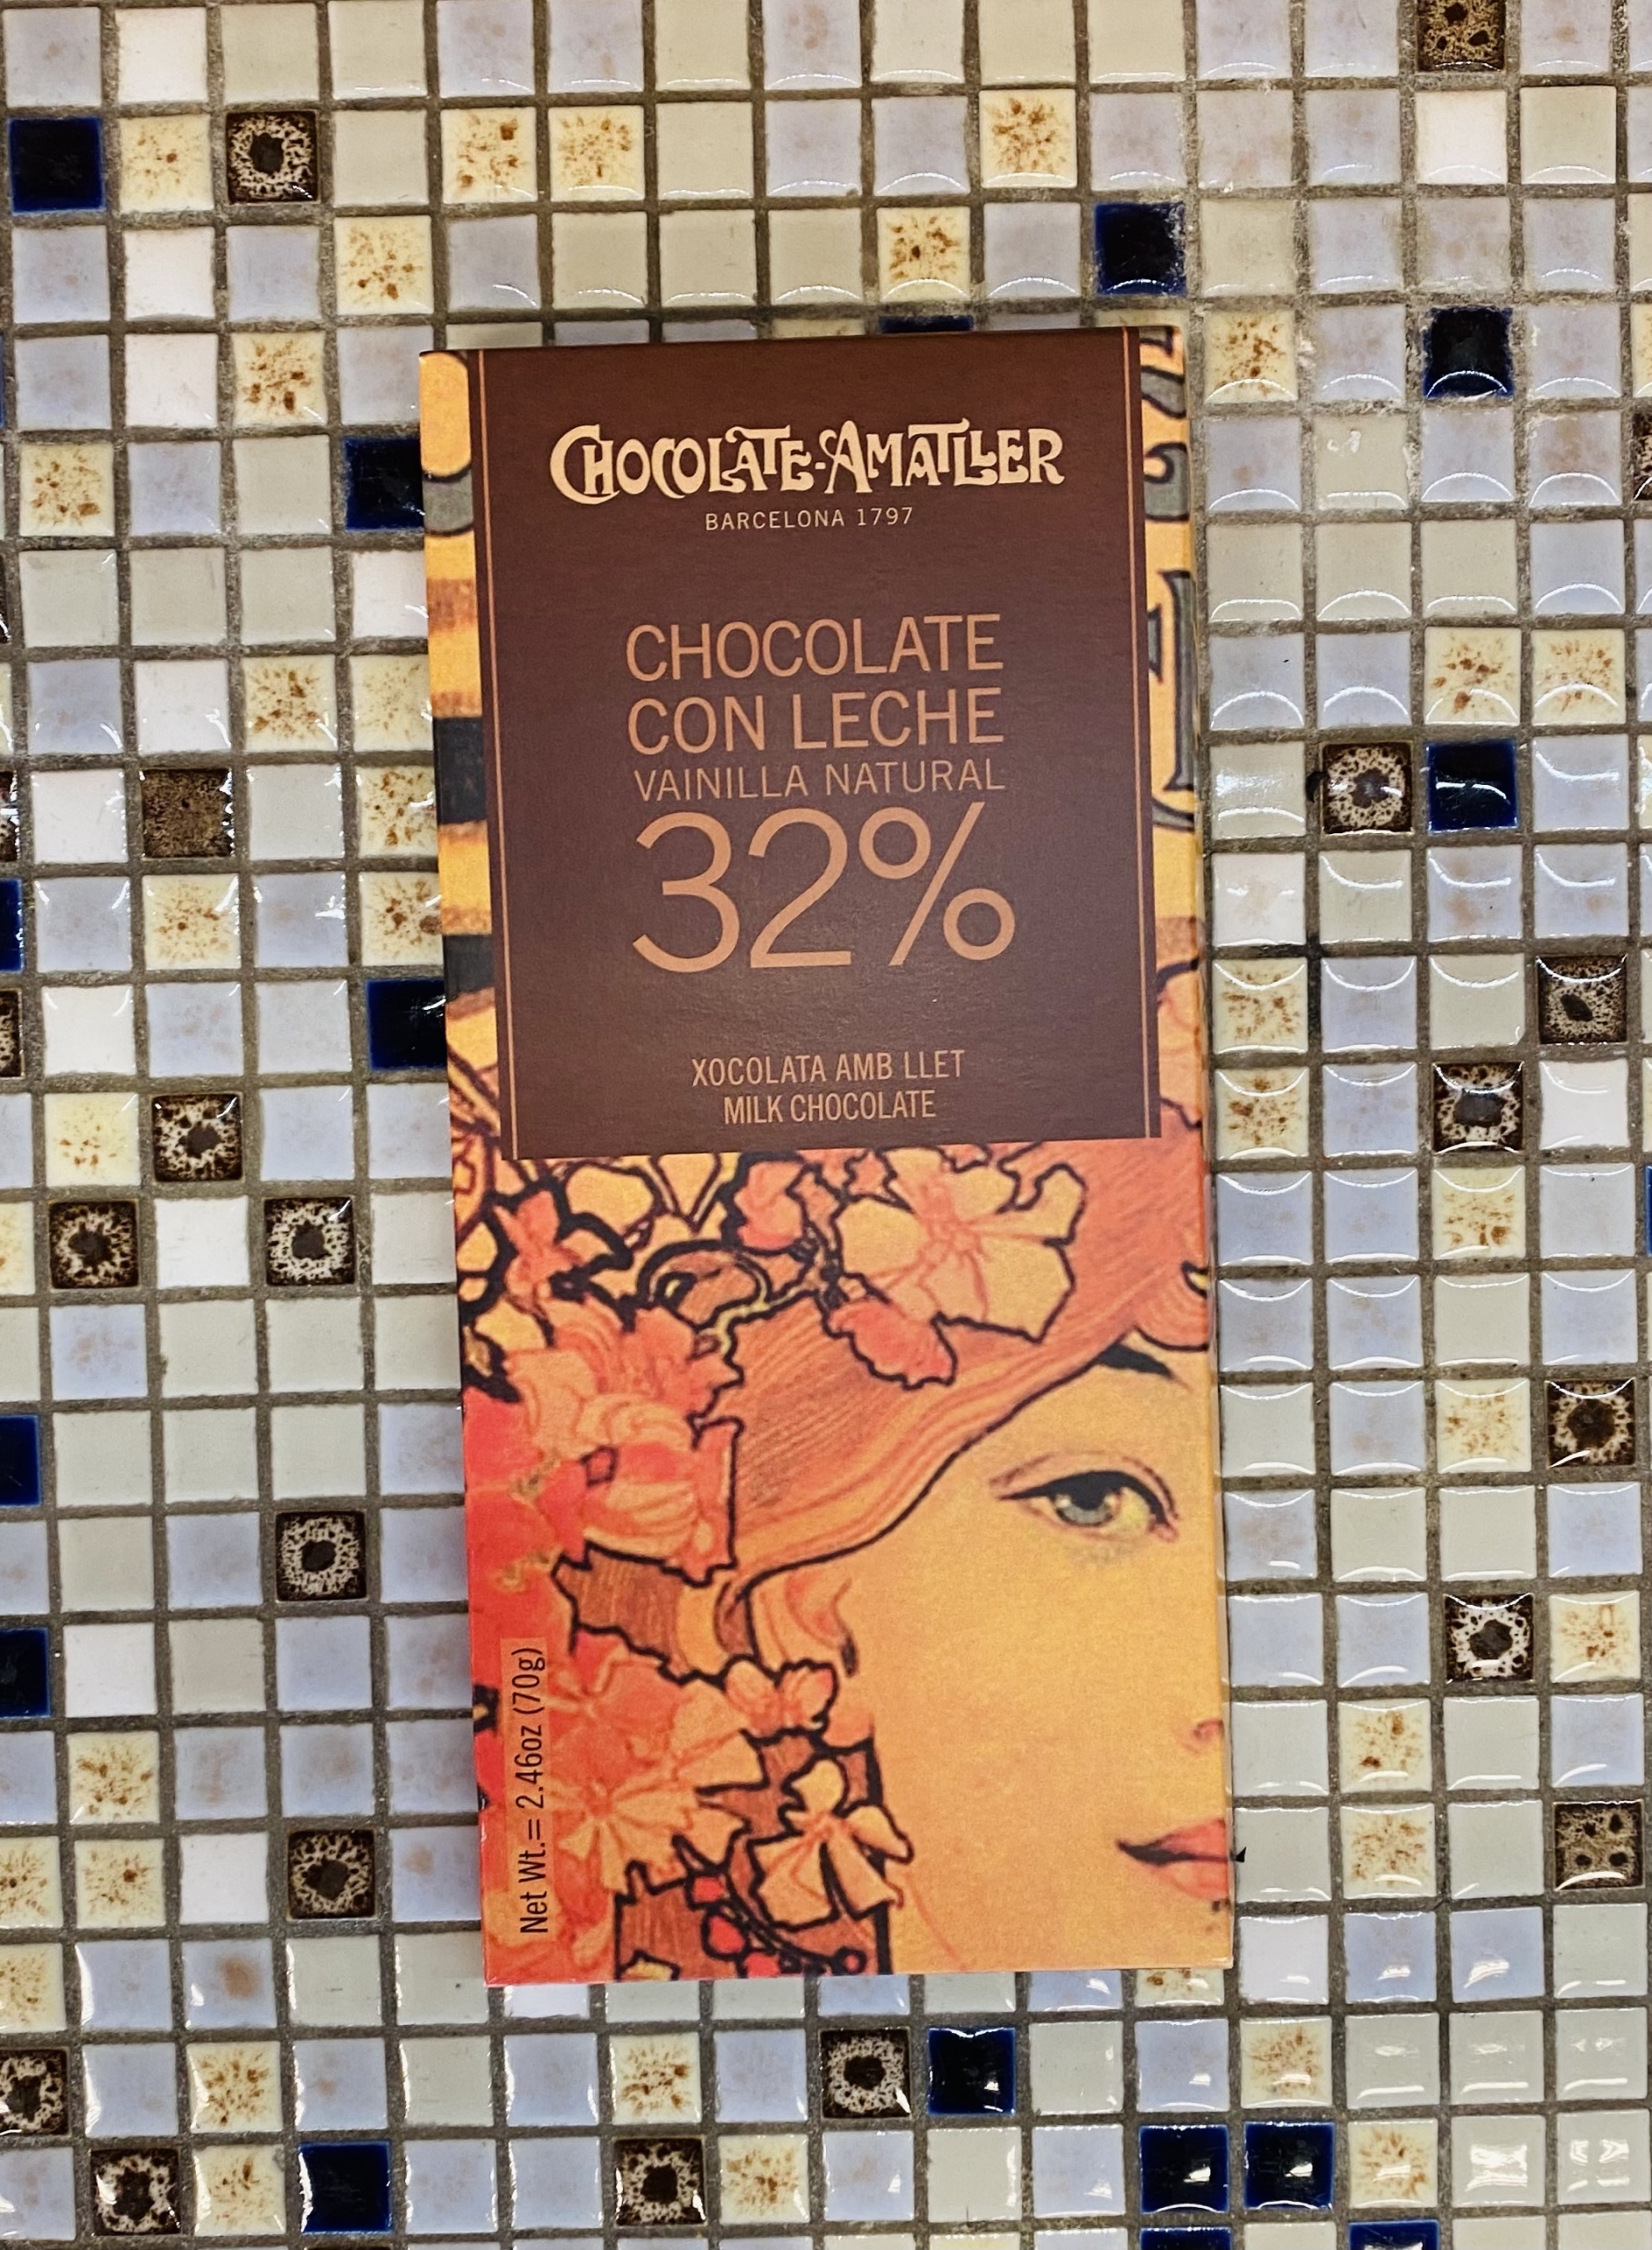 CHOCOLATE-AMATLLER
BARCELONA 1797
CHOCOLATE
CON LECHE
VAINILLA NATURAL
32%
XOCOLATA AMB LLET
MILK CHOCOLATE
Net Wt.= 2.46oz (70g)